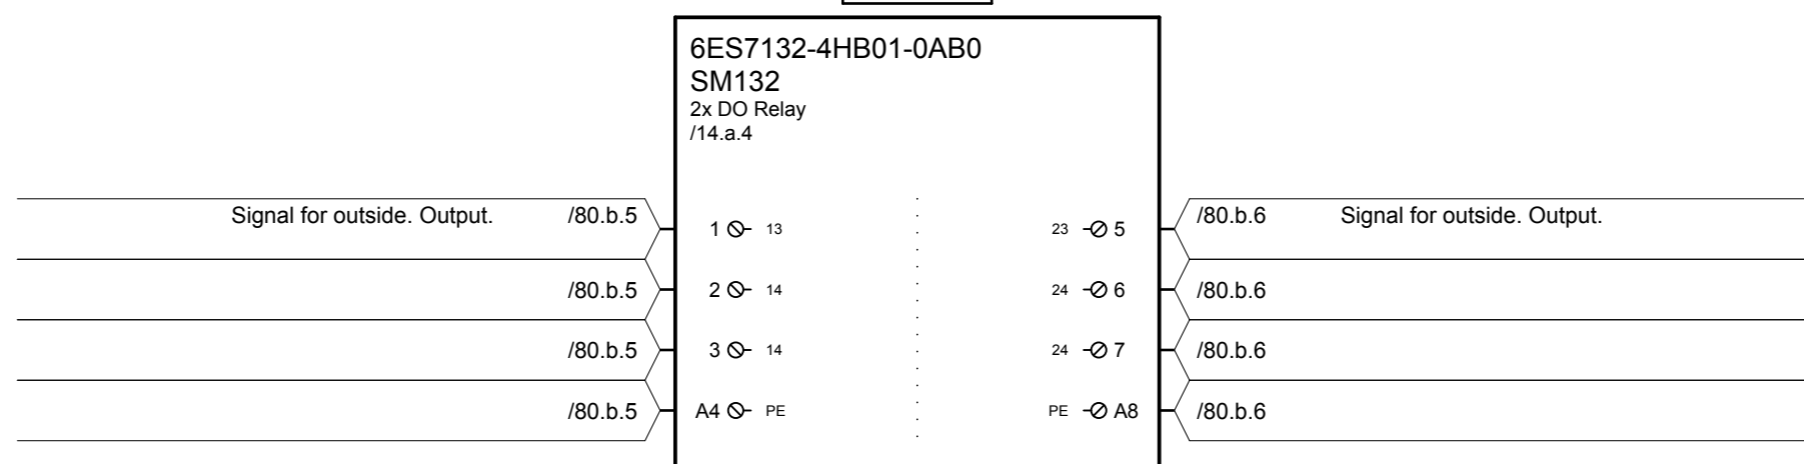 6ES7132-4HB01-0AB0
SM132
2x DO Relay
/14.a.4
Signal for outside. Output. /80.b.5 1 13 23 5 /80.b.6 Signal for outside. Output.
/80.b.5 2 14 24 6 /80.b.6
/80.b.5 3 14 24 7 /80.b.6
/80.b.5 A4 PE PE A8 /80.b.6